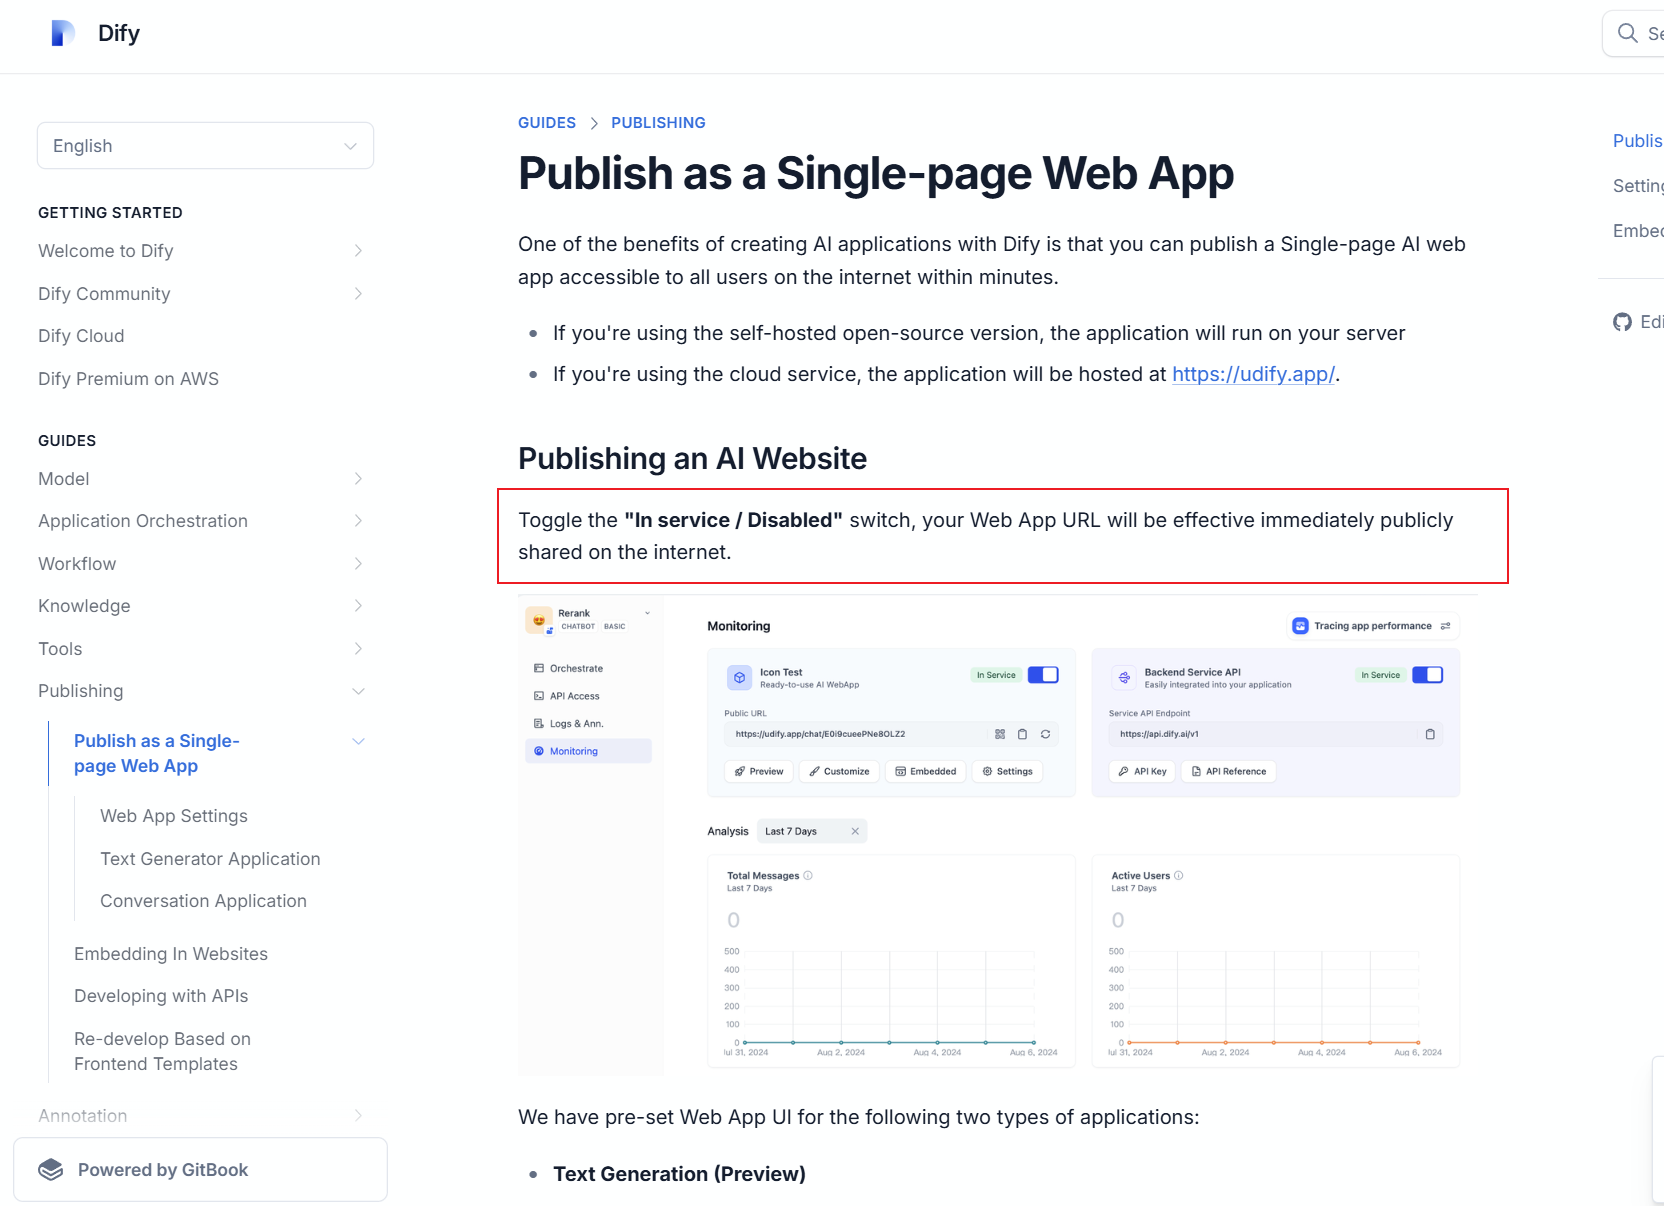 Dify
Se
English
GETTING STARTED
Welcome to Dify
Dify Community
Dify Cloud
Dify Premium on AWS
GUIDES
Model
Application Orchestration
Workflow
Knowledge
Tools
Publishing
Publish as a Single-
page Web App
Web App Settings
Text Generator Application
Conversation Application
Embedding In Websites
Developing with APIs
Re-develop Based on
Frontend Templates
Annotation
Powered by GitBook
GUIDES > PUBLISHING
Publish as a Single-page Web App
One of the benefits of creating AI applications with Dify is that you can publish a Single-page AI web
app accessible to all users on the internet within minutes.
• If you're using the self-hosted open-source version, the application will run on your server
• If you're using the cloud service, the application will be hosted at https://udify.app/.
Publishing an AI Website
Toggle the "In service / Disabled" switch, your Web App URL will be effective immediately publicly
shared on the internet.
Rerank
CHATBOT BASIC
Orchestrate
API Access
Logs & Ann.
Monitoring
Monitoring
Tracing app performance
Icon Test
Ready-to-use AI WebApp
In Service
Public URL
https://udify.app/chat/E0i9cueePNe8OLZ2
Preview Customize Embedded Settings
Backend Service API
Easily integrated into your application
In Service
Service API Endpoint
https://api.dify.ai/v1
API Key API Reference
Analysis Last 7 Days
Total Messages
Last 7 Days
0
500
400
300
200
100
0
Jul 31, 2024 Aug 2, 2024 Aug 4, 2024 Aug 6, 2024
Active Users
Last 7 Days
0
500
400
300
200
100
0
Jul 31, 2024 Aug 2, 2024 Aug 4, 2024 Aug 6, 2024
We have pre-set Web App UI for the following two types of applications:
• Text Generation (Preview)
Publis
Setting
Embed
Edi